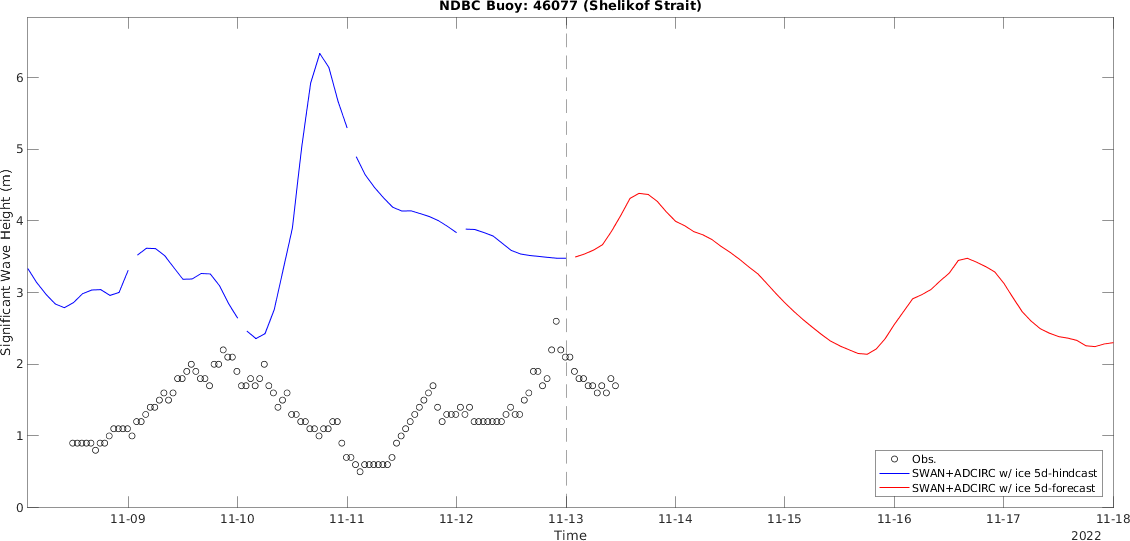 NDBC Buoy: 46077 (Shelikof Strait)
Significant Wave Height (m)
6
5
4
3
2
1
0
Obs.
SWAN+ADCIRC w/ ice 5d-hindcast
SWAN+ADCIRC w/ ice 5d-forecast
11-09 11-10 11-11 11-12 11-13 11-14 11-15 11-16 11-17 11-18
Time
2022